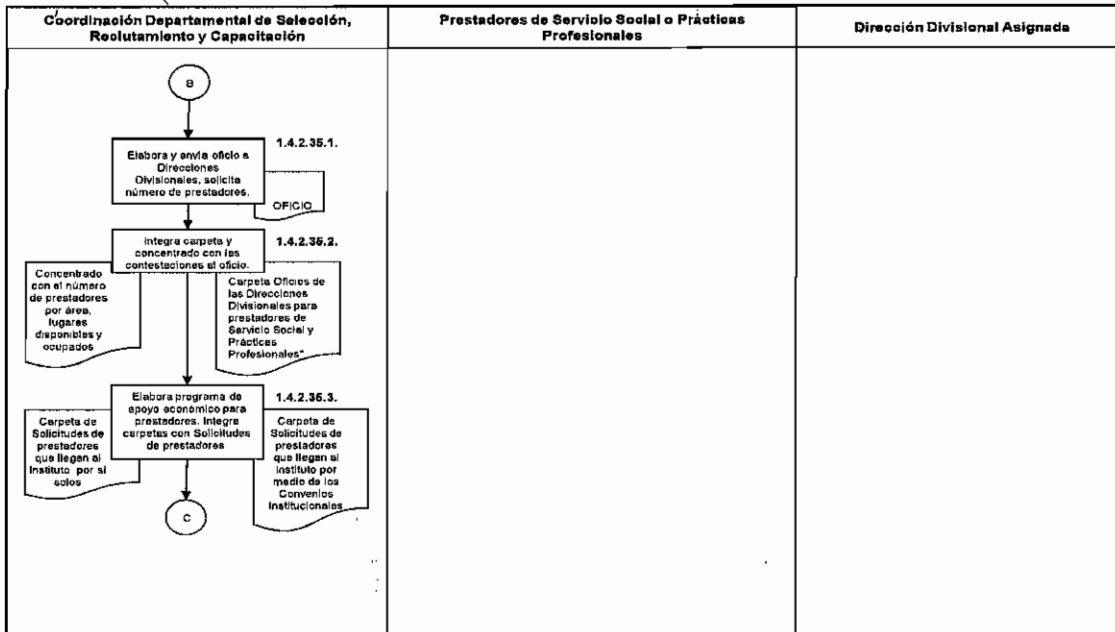 Coordinación Departamental de Selección,
Reclutamiento y Capacitación
Prestadores de Servicio Social o Prácticas
Profesionales
Dirección Divisional Asignada
a
1.4.2.35.1.
Elabora y envía oficio a
Direcciones
Divisionales, solicita
número de prestadores.
OFICIO
1.4.2.35.2.
Integra carpeta y
concentrado con las
contestaciones al oficio.
Concentrado
con el número
de prestadores
por área,
lugares
disponibles y
ocupados
Carpeta Oficios de
las Direcciones
Divisionales para
prestadores de
Servicio Social y
Prácticas
Profesionales"
1.4.2.35.3.
Elabora programa de
apoyo económico para
prestadores. Integra
carpetas con Solicitudes
de prestadores
Carpeta de
Solicitudes de
prestadores
que llegan al
Instituto por si
solos
Carpeta de
Solicitudes de
prestadores
que llegan al
Instituto por
medio de los
Convenios
Institucionales
c